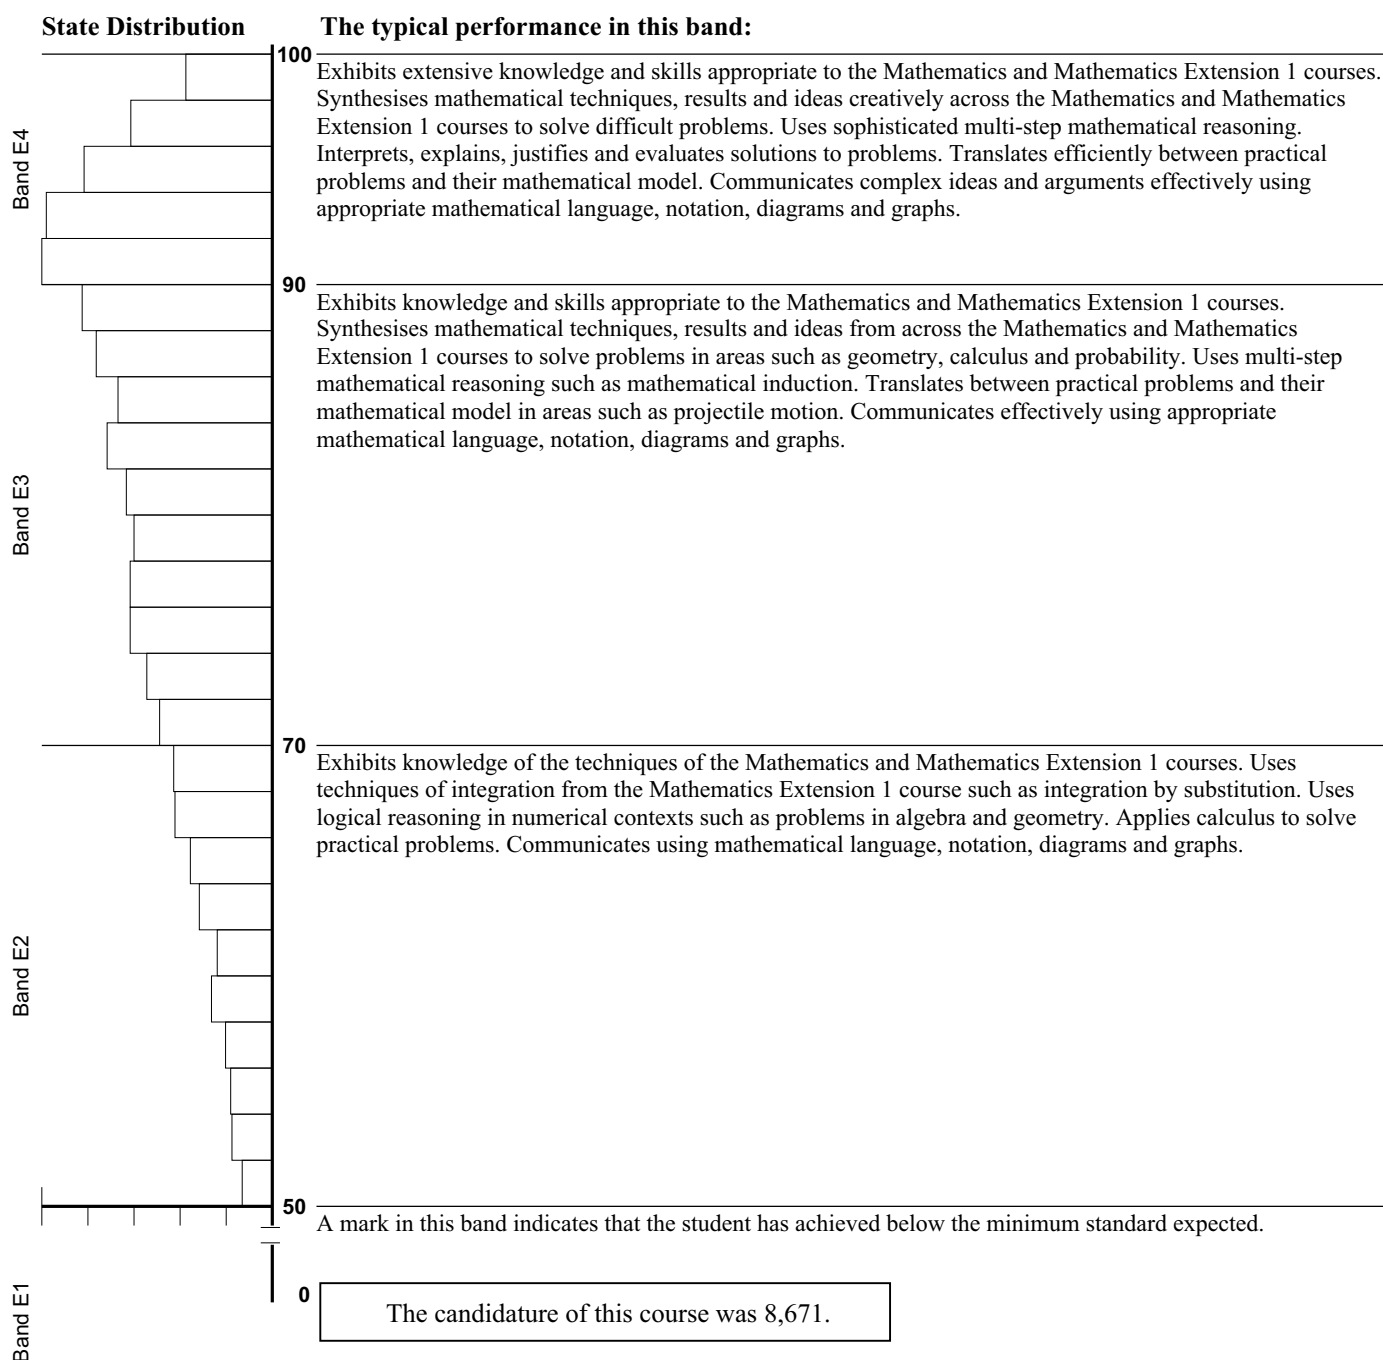 State Distribution
The typical performance in this band:
100
Exhibits extensive knowledge and skills appropriate to the Mathematics and Mathematics Extension 1 courses.
Synthesises mathematical techniques, results and ideas creatively across the Mathematics and Mathematics
Extension 1 courses to solve difficult problems. Uses sophisticated multi-step mathematical reasoning.
Interprets, explains, justifies and evaluates solutions to problems. Translates efficiently between practical
problems and their mathematical model. Communicates complex ideas and arguments effectively using
appropriate mathematical language, notation, diagrams and graphs.
Band E4
90
Exhibits knowledge and skills appropriate to the Mathematics and Mathematics Extension 1 courses.
Synthesises mathematical techniques, results and ideas from across the Mathematics and Mathematics
Extension 1 courses to solve problems in areas such as geometry, calculus and probability. Uses multi-step
mathematical reasoning such as mathematical induction. Translates between practical problems and their
mathematical model in areas such as projectile motion. Communicates effectively using appropriate
mathematical language, notation, diagrams and graphs.
Band E3
70
Exhibits knowledge of the techniques of the Mathematics and Mathematics Extension 1 courses. Uses
techniques of integration from the Mathematics Extension 1 course such as integration by substitution. Uses
logical reasoning in numerical contexts such as problems in algebra and geometry. Applies calculus to solve
practical problems. Communicates using mathematical language, notation, diagrams and graphs.
Band E2
50
A mark in this band indicates that the student has achieved below the minimum standard expected.
0
Band E1
The candidature of this course was 8,671.